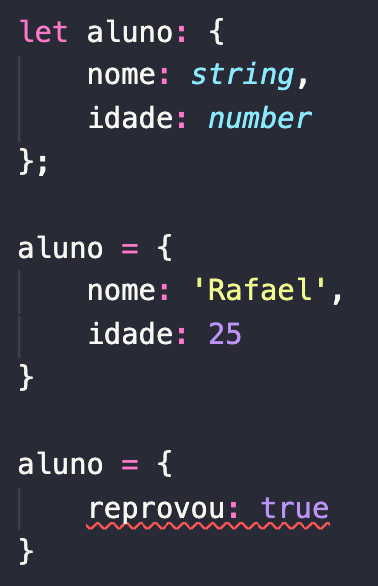 let aluno: {
    nome: string,
    idade: number
};

aluno = {
    nome: 'Rafael',
    idade: 25
}

aluno = {
    reprovou: true
}